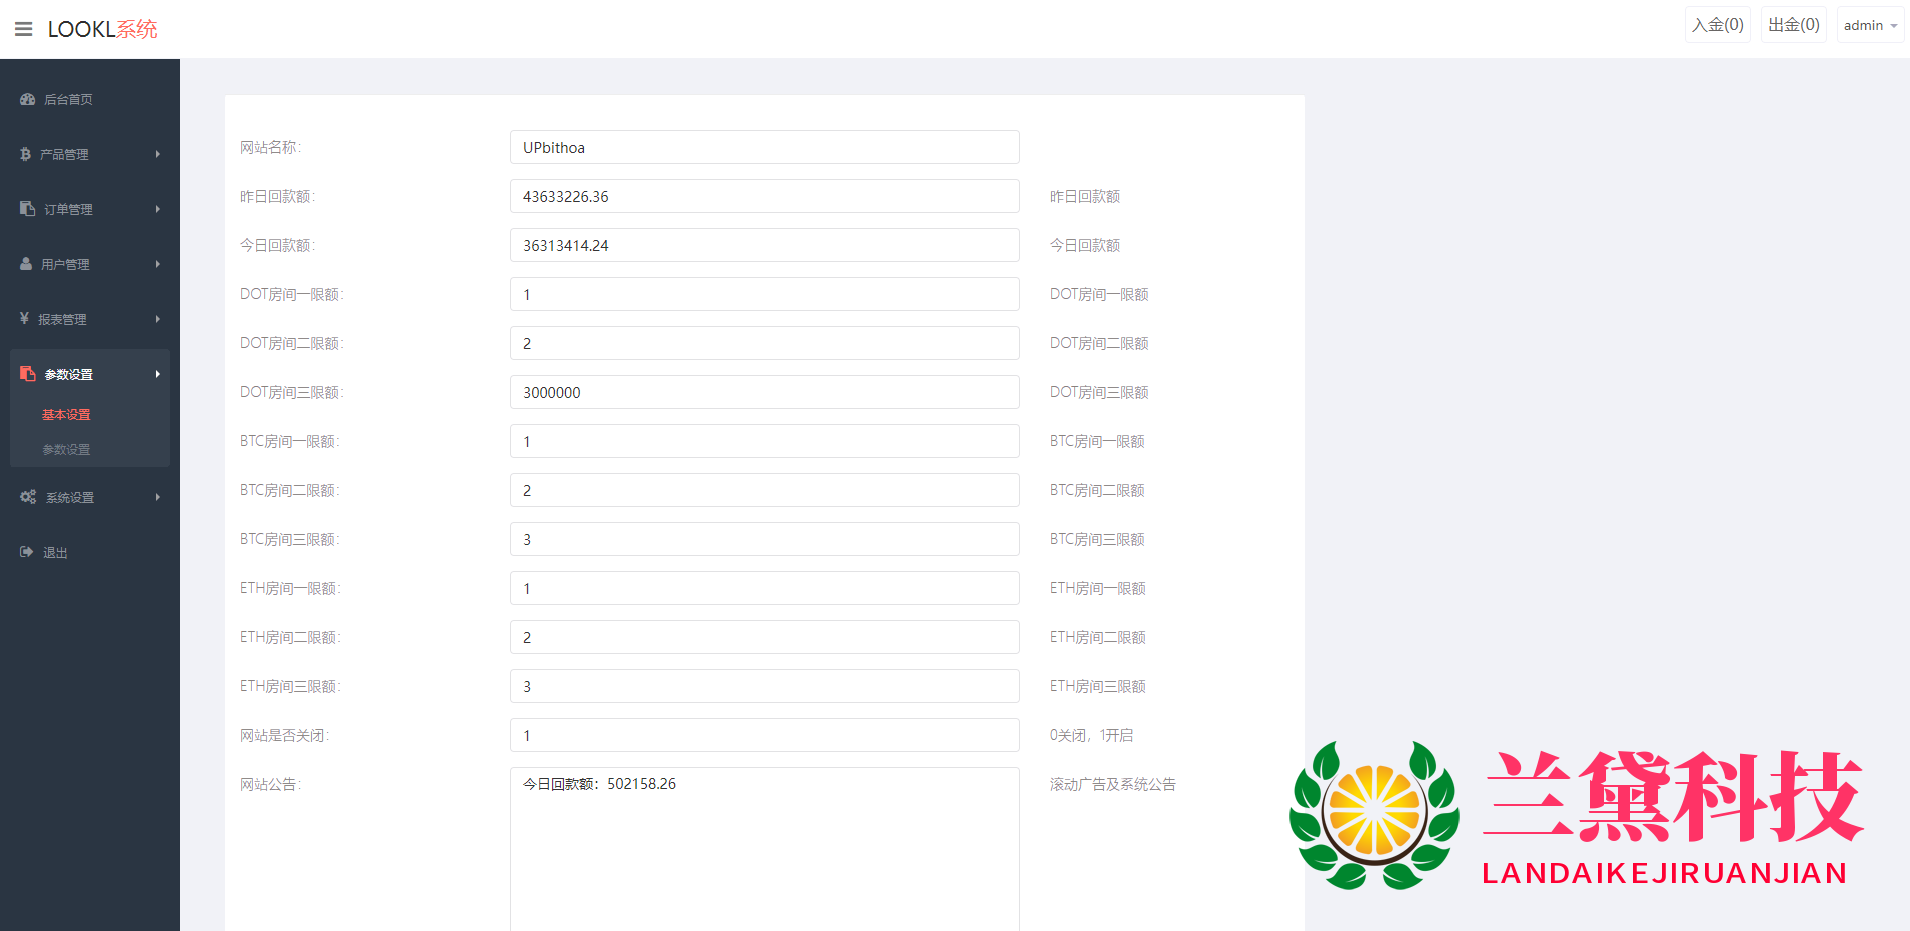 LOOKL系统
入金(0)
出金(0)
admin
后台首页
产品管理
订单管理
用户管理
¥ 报表管理
参数设置
基本设置
参数设置
系统设置
退出
网站名称：
UPbithoa
昨日回款额：
43633226.36
昨日回款额
今日回款额：
36313414.24
今日回款额
DOT房间一限额：
1
DOT房间一限额
DOT房间二限额：
2
DOT房间二限额
DOT房间三限额：
3000000
DOT房间三限额
BTC房间一限额：
1
BTC房间一限额
BTC房间二限额：
2
BTC房间二限额
BTC房间三限额：
3
BTC房间三限额
ETH房间一限额：
1
ETH房间一限额
ETH房间二限额：
2
ETH房间二限额
ETH房间三限额：
3
ETH房间三限额
网站是否关闭：
1
0关闭，1开启
网站公告：
今日回款额：502158.26
滚动广告及系统公告
兰黛科技
LANDAIKEJIRUANJIAN